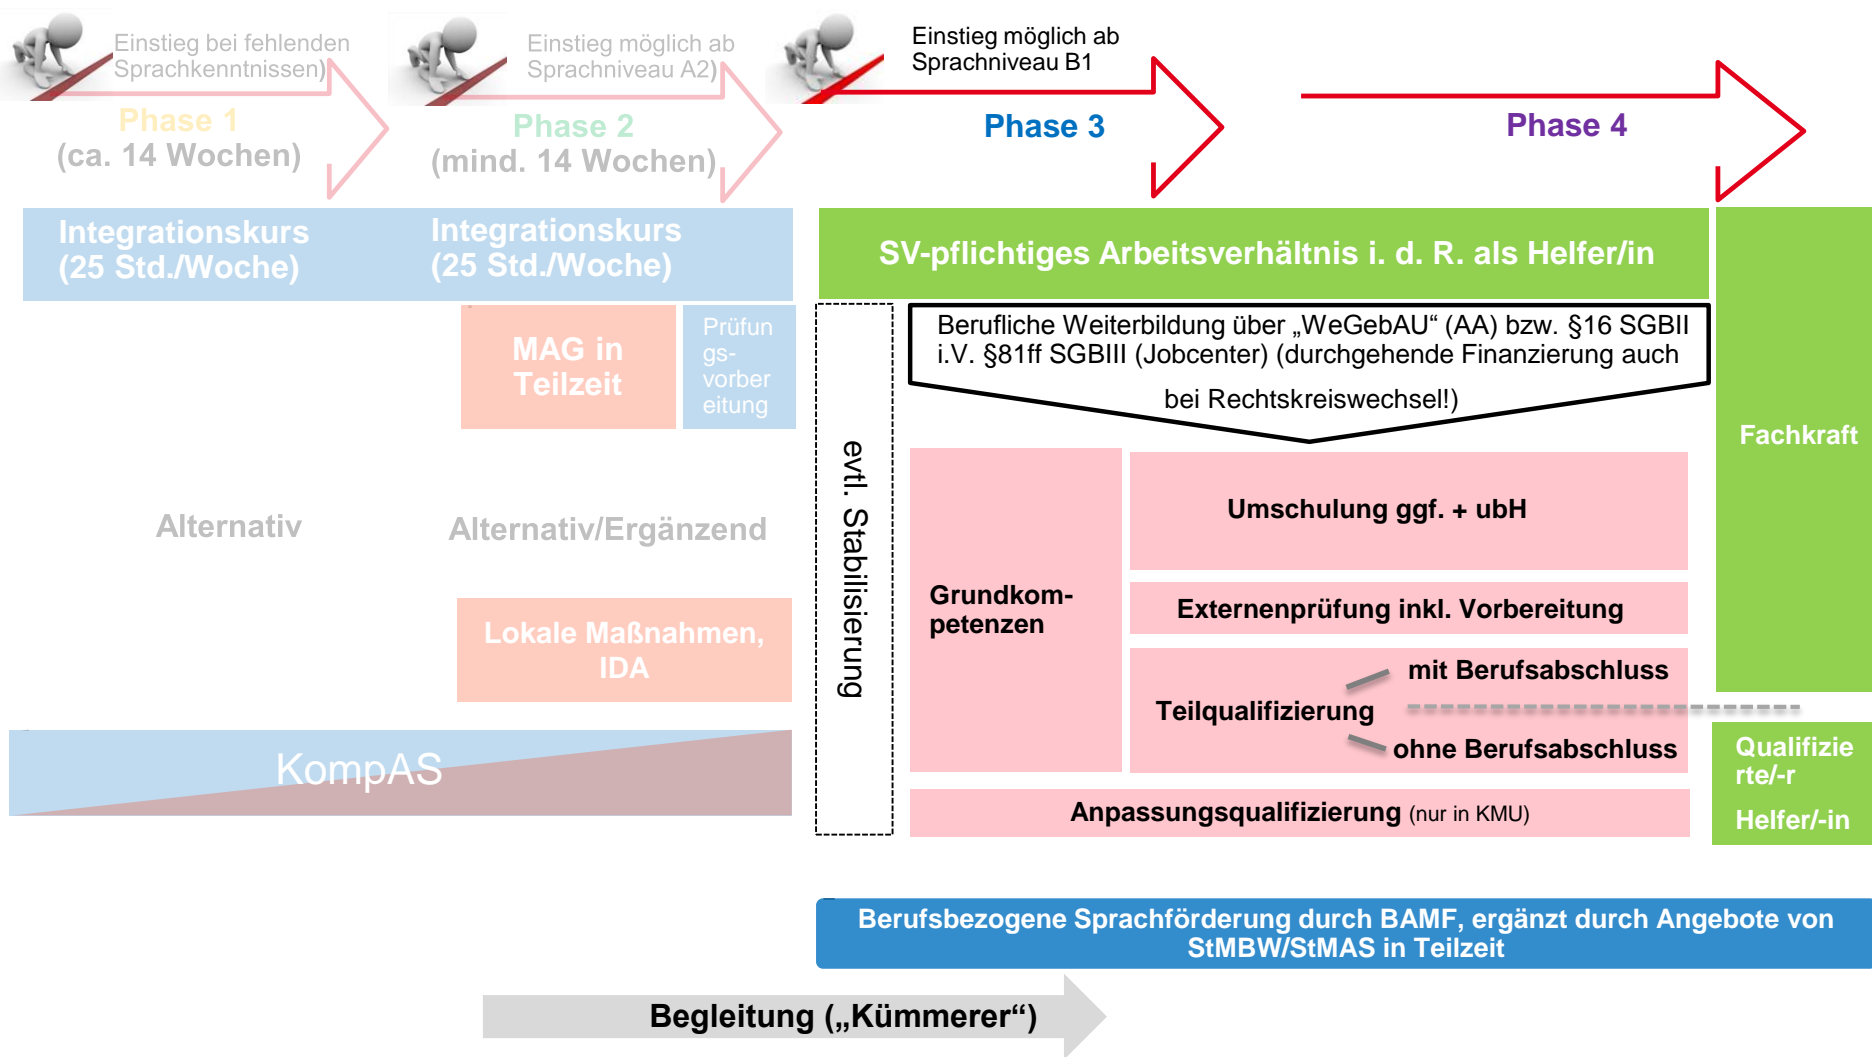 Einstieg bei fehlenden
Sprachkenntnissen)
Phase 1
(ca. 14 Wochen)
Einstieg möglich ab
Sprachniveau A2)
Phase 2
(mind. 14 Wochen)
Einstieg möglich ab
Sprachniveau B1
Phase 3
Phase 4
Integrationskurs
(25 Std./Woche)
Integrationskurs
(25 Std./Woche)
SV-pflichtiges Arbeitsverhältnis i. d. R. als Helfer/in
MAG in
Teilzeit
Prüfun
gs-
vorber
eitung
Berufliche Weiterbildung über „WeGebAU“ (AA) bzw. §16 SGBII
i.V. §81ff SGBIII (Jobcenter) (durchgehende Finanzierung auch
bei Rechtskreiswechsel!)
Fachkraft
evtl. Stabilisierung
Alternativ
Alternativ/Ergänzend
Umschulung ggf. + ubH
Grundkom-
petenzen
Externenprüfung inkl. Vorbereitung
Lokale Maßnahmen,
IDA
mit Berufsabschluss
Teilqualifizierung
ohne Berufsabschluss
Qualifizie
rte/-r
Helfer/-in
KompAS
Anpassungsqualifizierung (nur in KMU)
Berufsbezogene Sprachförderung durch BAMF, ergänzt durch Angebote von
StMBW/StMAS in Teilzeit
Begleitung („Kümmerer“)